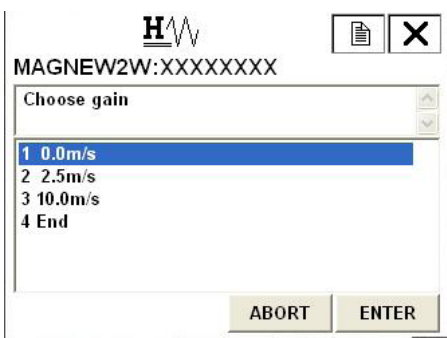 H
MAGNEW2W:XXXXXXXX
Choose gain
1 0.0m/s
2 2.5m/s
3 10.0m/s
4 End
ABORT ENTER